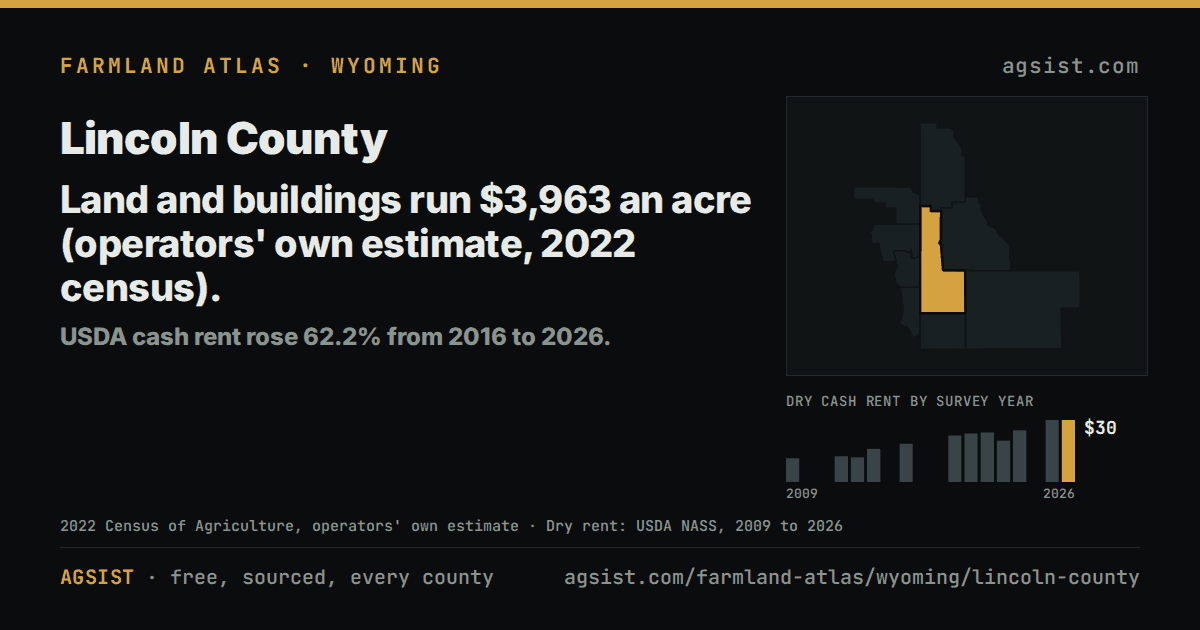 FARMLAND ATLAS · WYOMING
agsist.com
Lincoln County
Land and buildings run $3,963 an acre
(operators' own estimate, 2022
census).
USDA cash rent rose 62.2% from 2016 to 2026.
DRY CASH RENT BY SURVEY YEAR
$30
2009
2026
2022 Census of Agriculture, operators' own estimate · Dry rent: USDA NASS, 2009 to 2026
AGSIST · free, sourced, every county
agsist.com/farmland-atlas/wyoming/lincoln-county